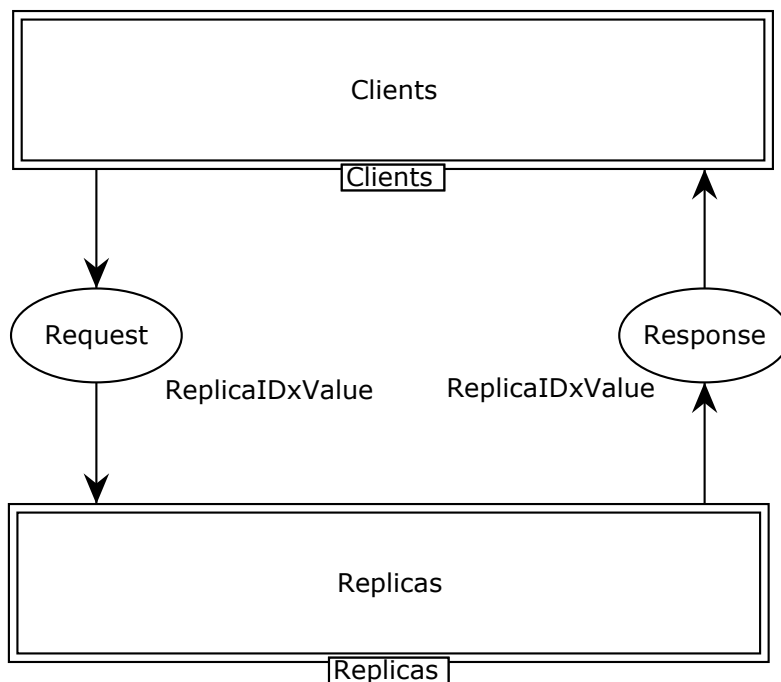 Clients
Clients
Request
Response
ReplicaIDxValue
ReplicaIDxValue
Replicas
Replicas